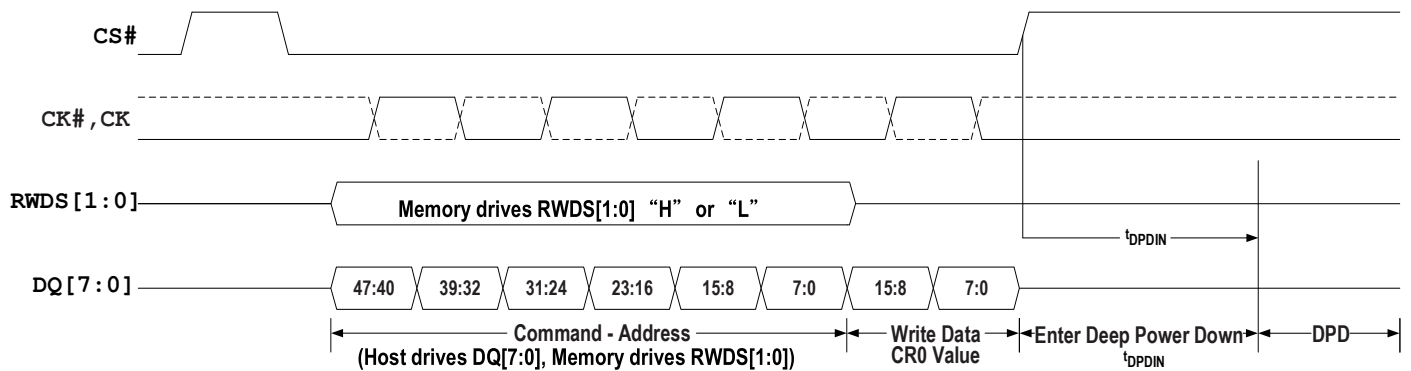 CS#
CK#,CK
RWDS[1:0]
Memory drives RWDS[1:0] “H” or “L”
tDPDIN
DQ[7:0]
47:40 39:32 31:24 23:16 15:8 7:0 15:8 7:0
Command - Address
(Host drives DQ[7:0], Memory drives RWDS[1:0])
Write Data
CR0 Value
Enter Deep Power Down
tDPDIN
DPD